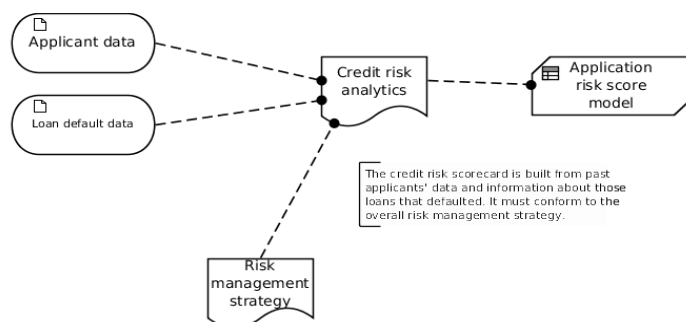 Applicant data
Loan default data
Credit risk
analytics
Application
risk score
model
The credit risk scorecard is built from past
applicants' data and information about those
loans that defaulted. It must conform to the
overall risk management strategy.
Risk
management
strategy